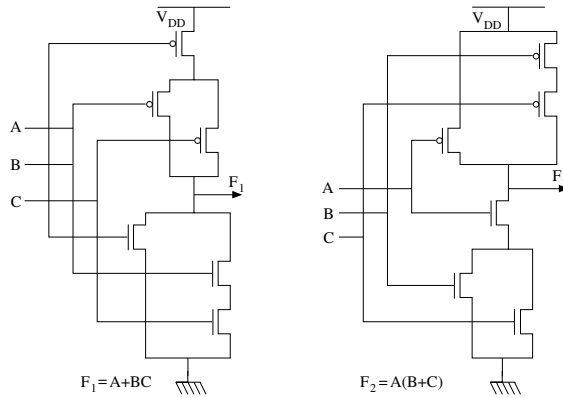 V_DD
V_DD
A
B
C
F_1
A
B
C
F
F_1 = A+BC
F_2 = A(B+C)